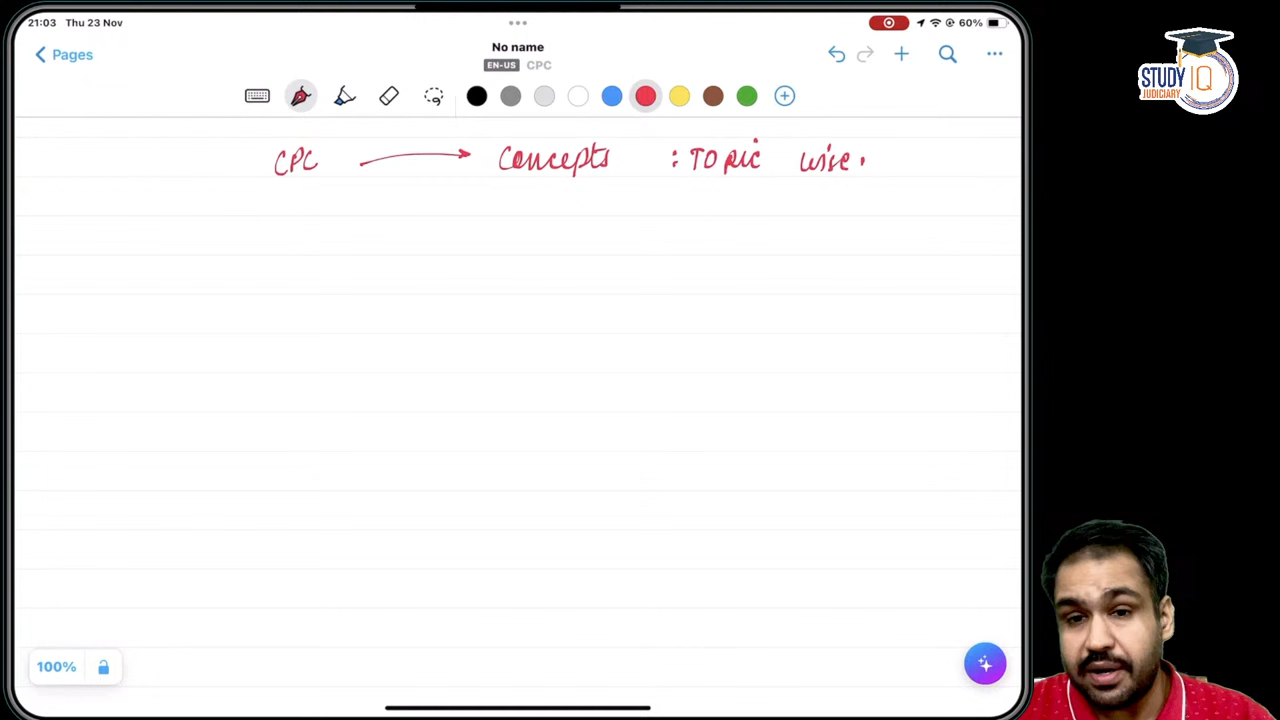 21:03 Thu 23 Nov
60%
Pages
No name
EN-US CPC
CPC → Concepts : Topic wise .
100%
STUDY IQ
JUDICIARY